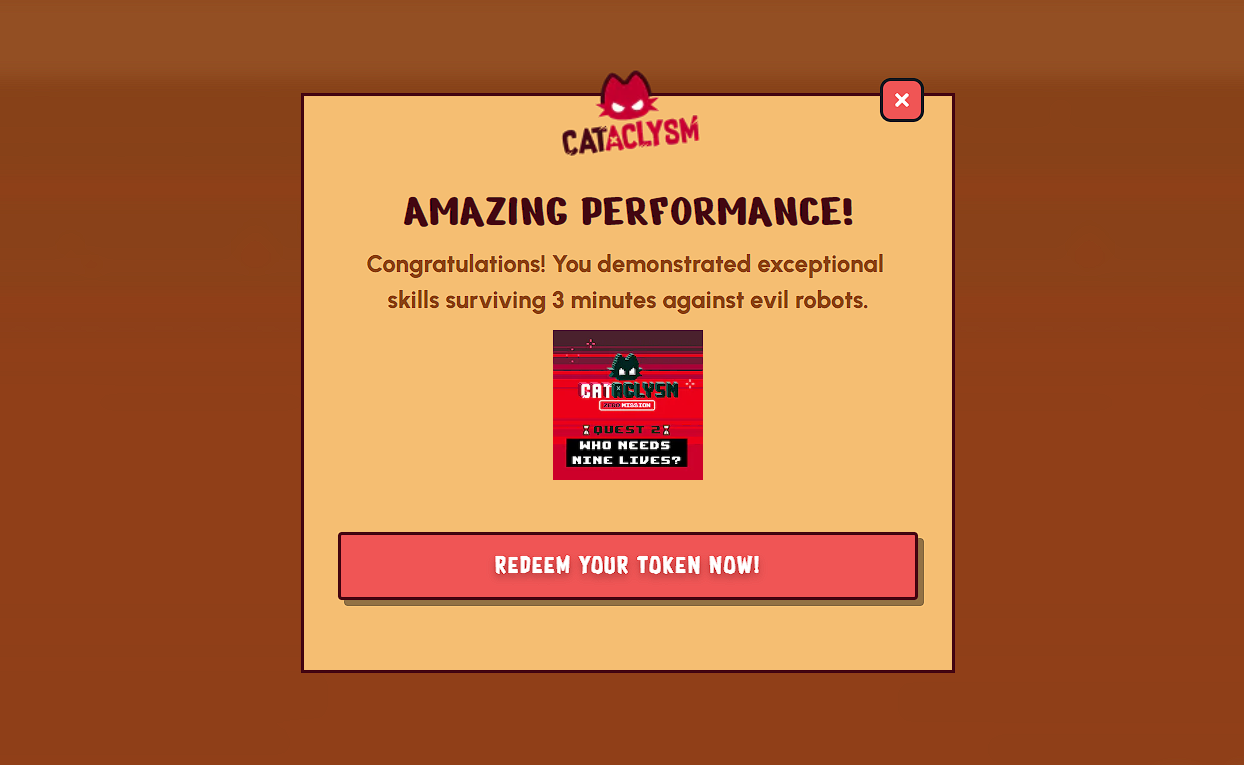 CATACLYSM
AMAZING PERFORMANCE!
Congratulations! You demonstrated exceptional
skills surviving 3 minutes against evil robots.
CATACLYSM
ZERO MISSION
QUEST 2
WHO NEEDS
NINE LIVES?
REDEEM YOUR TOKEN NOW!